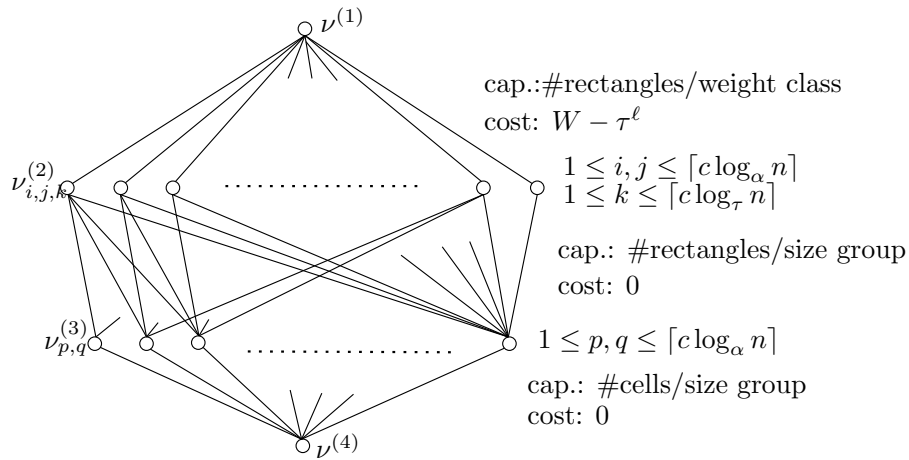 ν^(1)
cap.:#rectangles/weight class
cost: W − τ^ℓ
ν^(2)_{i,j,k}
1 ≤ i, j ≤ ⌈c log_α n⌉
1 ≤ k ≤ ⌈c log_τ n⌉
cap.: #rectangles/size group
cost: 0
ν^(3)_{p,q}
1 ≤ p, q ≤ ⌈c log_α n⌉
cap.: #cells/size group
cost: 0
ν^(4)